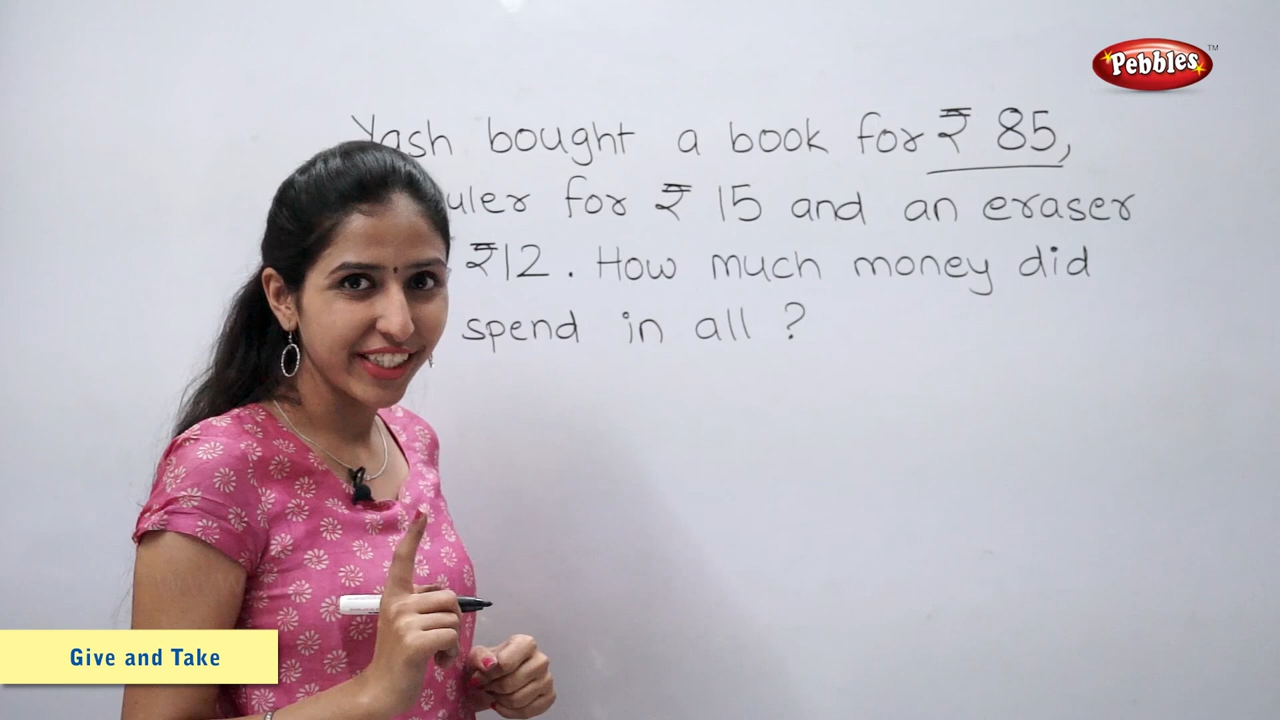 Pebbles™
Yash bought a book for ₹ 85,
uler for ₹ 15 and an eraser
₹12. How much money did
spend in all ?
Give and Take